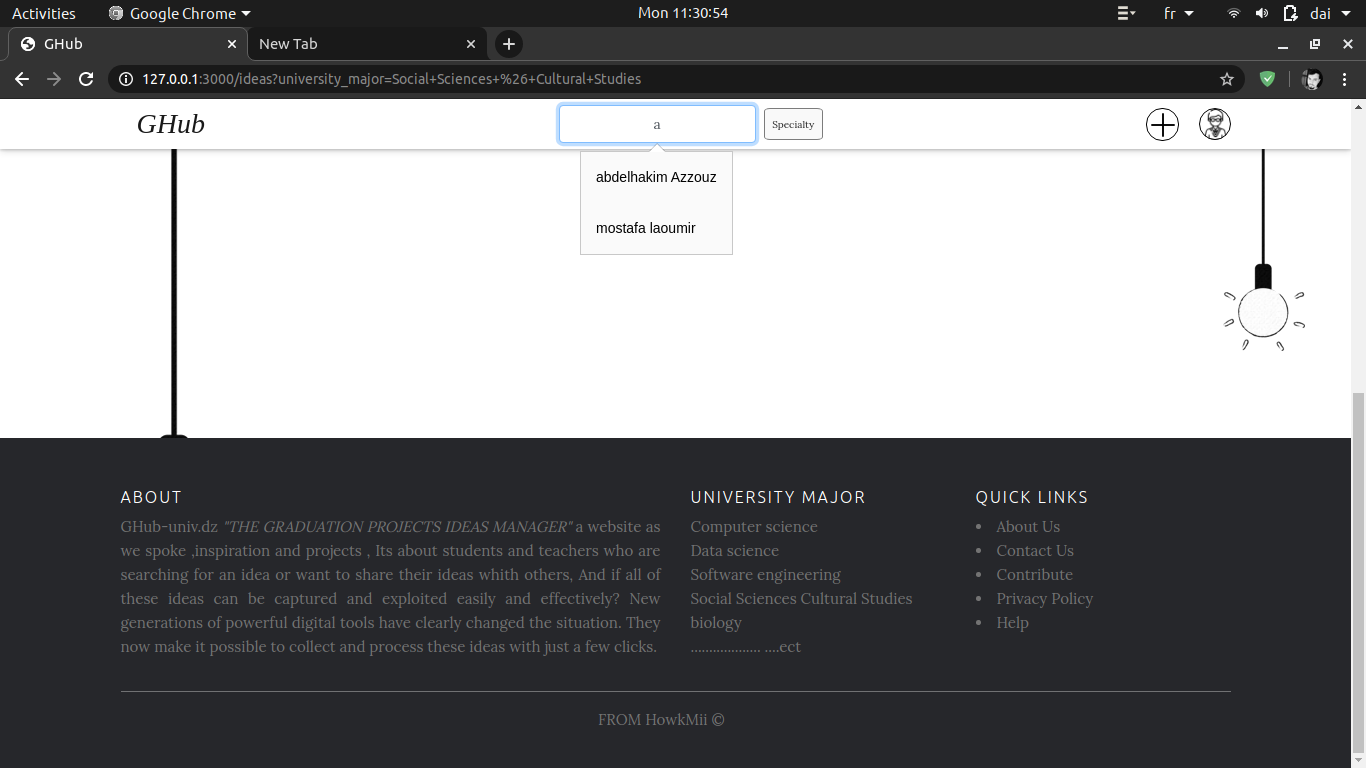 Activities Google Chrome Mon 11:30:54 fr dai
GHub New Tab
127.0.0.1:3000/ideas?university_major=Social+Sciences+%26+Cultural+Studies
GHub a Specialty
abdelhakim Azzouz
mostafa laoumir
ABOUT
GHub-univ.dz "THE GRADUATION PROJECTS IDEAS MANAGER" a website as
we spoke ,inspiration and projects , Its about students and teachers who are
searching for an idea or want to share their ideas whith others, And if all of
these ideas can be captured and exploited easily and effectively? New
generations of powerful digital tools have clearly changed the situation. They
now make it possible to collect and process these ideas with just a few clicks.
UNIVERSITY MAJOR
Computer science
Data science
Software engineering
Social Sciences Cultural Studies
biology
................... ....ect
QUICK LINKS
• About Us
• Contact Us
• Contribute
• Privacy Policy
• Help
FROM HowkMii ©